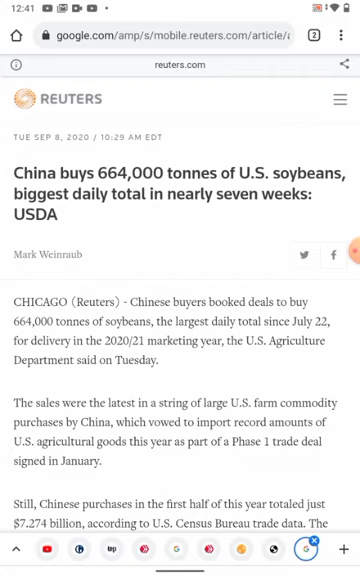 12:41
google.com/amp/s/mobile.reuters.com/article/a
2
reuters.com
REUTERS
TUE SEP 8, 2020 / 10:29 AM EDT
China buys 664,000 tonnes of U.S. soybeans,
biggest daily total in nearly seven weeks:
USDA
Mark Weinraub
CHICAGO (Reuters) - Chinese buyers booked deals to buy
664,000 tonnes of soybeans, the largest daily total since July 22,
for delivery in the 2020/21 marketing year, the U.S. Agriculture
Department said on Tuesday.
The sales were the latest in a string of large U.S. farm commodity
purchases by China, which vowed to import record amounts of
U.S. agricultural goods this year as part of a Phase 1 trade deal
signed in January.
Still, Chinese purchases in the first half of this year totaled just
$7.274 billion, according to U.S. Census Bureau trade data. The